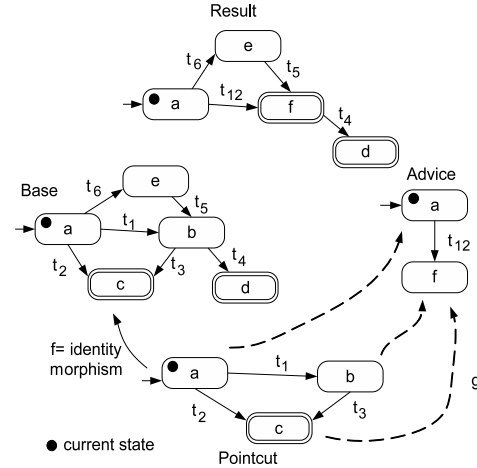 Result
e
t6
t5
a
t12
f
t4
d
Base
Advice
e
t6
t5
a
t1
b
a
t2
t3
t4
t12
c
d
f
f= identity
morphism
a
t1
b
t2
t3
g
c
current state
Pointcut